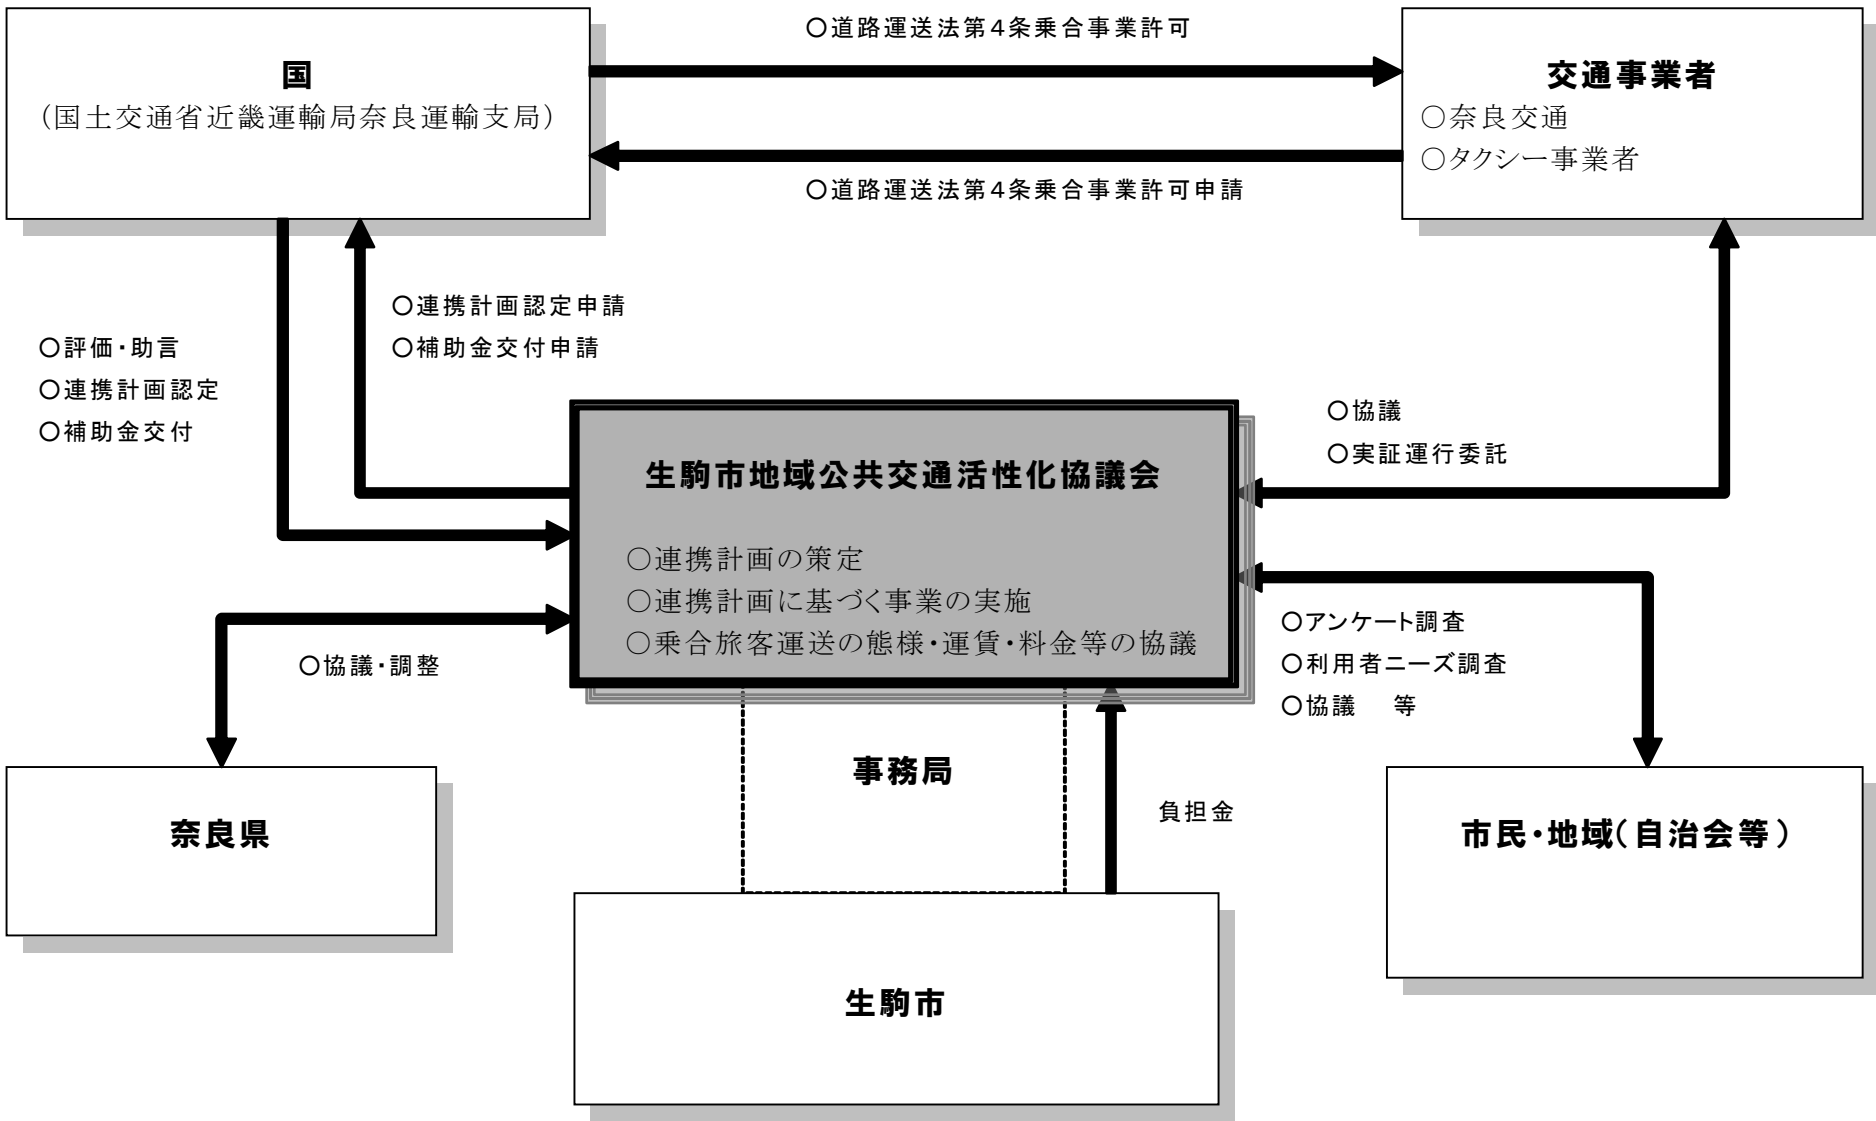 ○道路運送法第4条乗合事業許可
国
（国土交通省近畿運輸局奈良運輸支局）
交通事業者
○奈良交通
○タクシー事業者
○道路運送法第4条乗合事業許可申請
○連携計画認定申請
○補助金交付申請
○評価・助言
○連携計画認定
○補助金交付
○協議
○実証運行委託
生駒市地域公共交通活性化協議会
○連携計画の策定
○連携計画に基づく事業の実施
○乗合旅客運送の態様・運賃・料金等の協議
○アンケート調査
○利用者ニーズ調査
○協議　等
○協議・調整
事務局
負担金
奈良県
市民・地域（自治会等）
生駒市